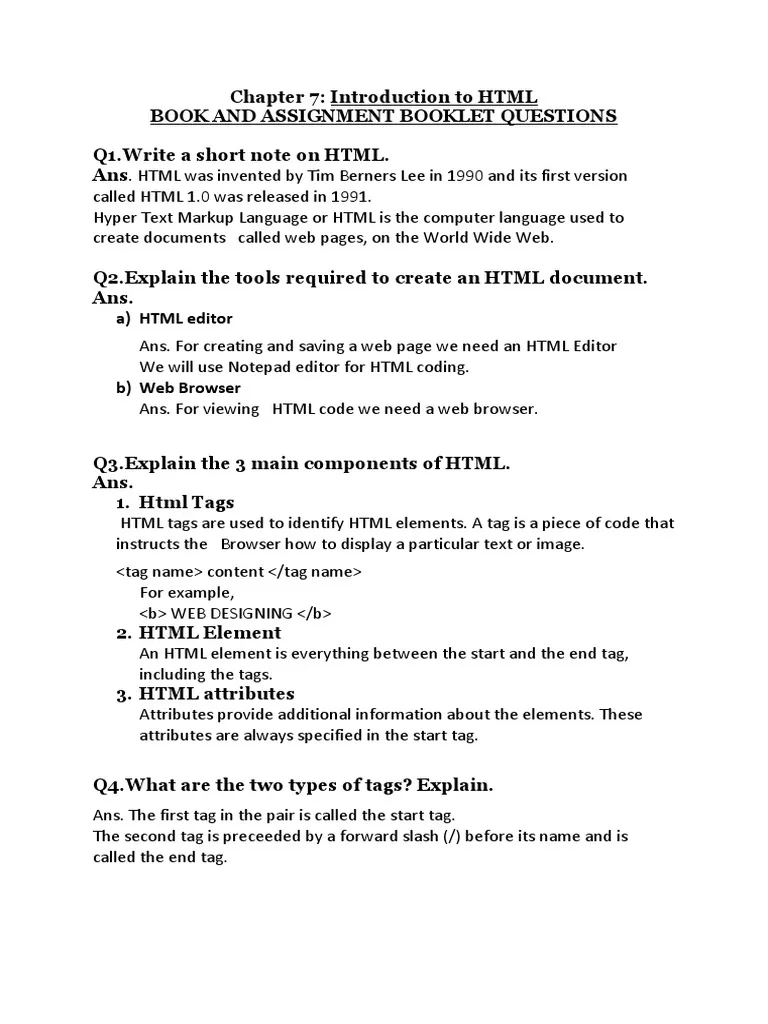 Chapter 7: Introduction to HTML
BOOK AND ASSIGNMENT BOOKLET QUESTIONS
Q1.Write a short note on HTML.
Ans. HTML was invented by Tim Berners Lee in 1990 and its first version
called HTML 1.0 was released in 1991.
Hyper Text Markup Language or HTML is the computer language used to
create documents called web pages, on the World Wide Web.
Q2.Explain the tools required to create an HTML document.
Ans.
a) HTML editor
Ans. For creating and saving a web page we need an HTML Editor
We will use Notepad editor for HTML coding.
b) Web Browser
Ans. For viewing HTML code we need a web browser.
Q3.Explain the 3 main components of HTML.
Ans.
1. Html Tags
HTML tags are used to identify HTML elements. A tag is a piece of code that
instructs the Browser how to display a particular text or image.
<tag name> content </tag name>
For example,
<b> WEB DESIGNING </b>
2. HTML Element
An HTML element is everything between the start and the end tag,
including the tags.
3. HTML attributes
Attributes provide additional information about the elements. These
attributes are always specified in the start tag.
Q4.What are the two types of tags? Explain.
Ans. The first tag in the pair is called the start tag.
The second tag is preceeded by a forward slash (/) before its name and is
called the end tag.